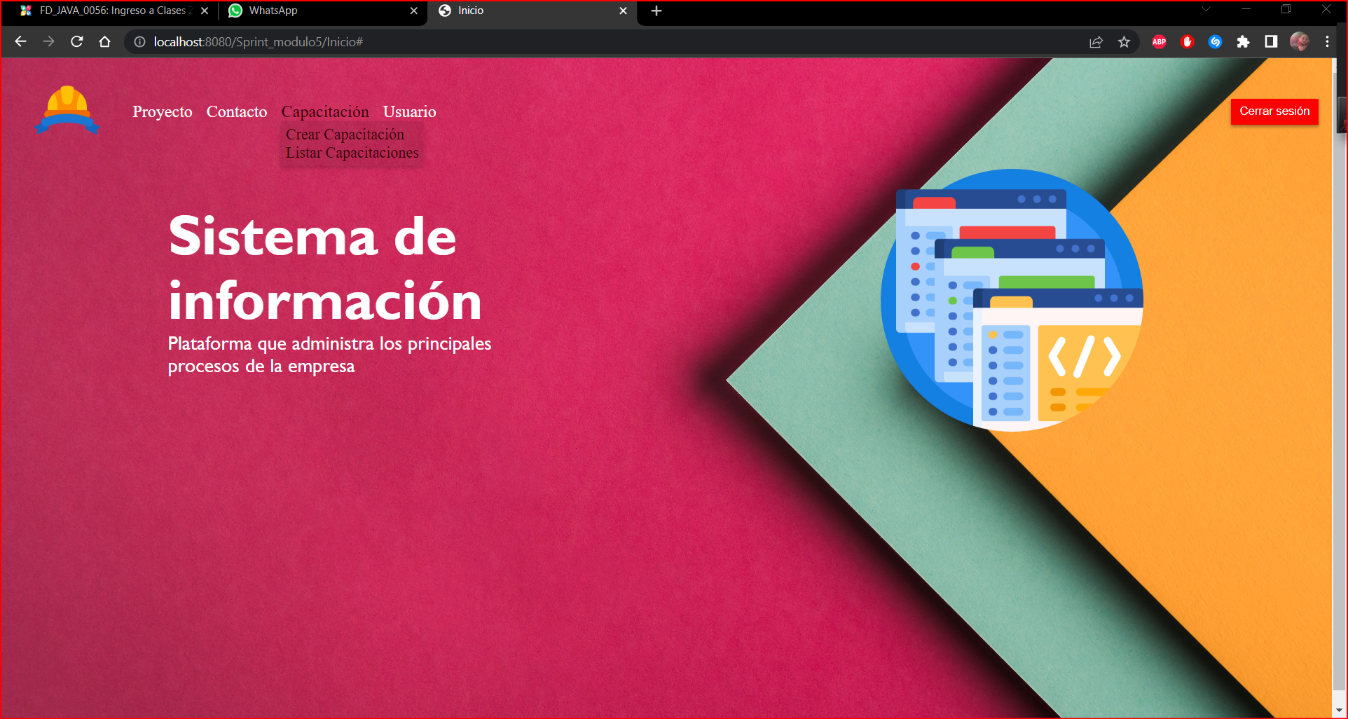 FD_JAVA_0056: Ingreso a Clases
WhatsApp
Inicio
localhost:8080/Sprint_modulo5/Inicio#
ABP
Proyecto Contacto Capacitación Usuario
Cerrar sesión
Crear Capacitación
Listar Capacitaciones
Sistema de
información
Plataforma que administra los principales
procesos de la empresa